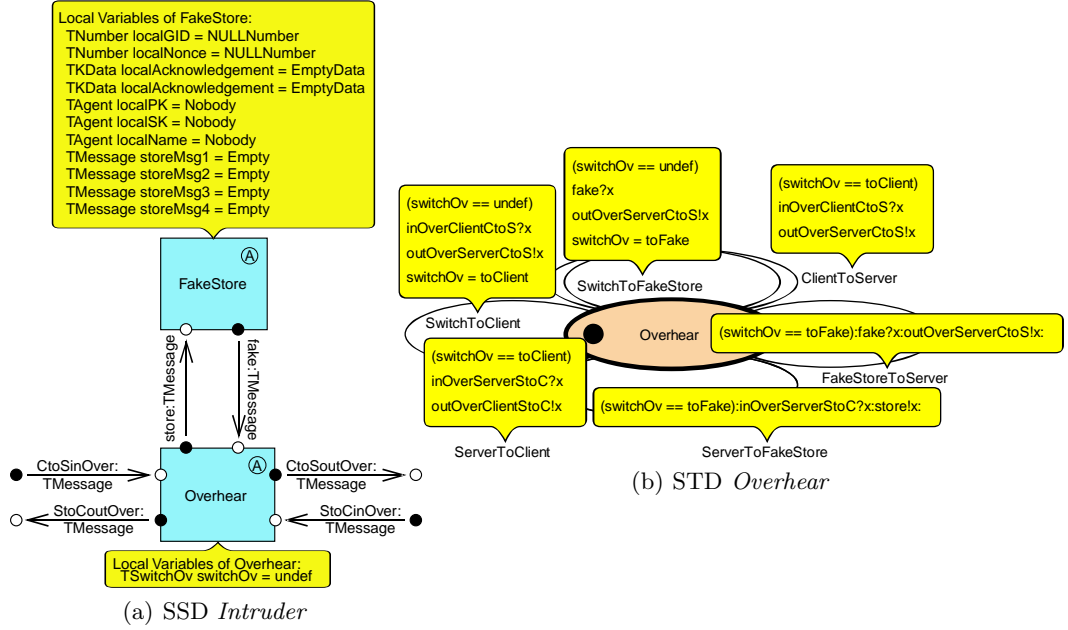 Local Variables of FakeStore:
TNumber localGID = NULLNumber
TNumber localNonce = NULLNumber
TKData localAcknowledgement = EmptyData
TKData localAcknowledgement = EmptyData
TAgent localPK = Nobody
TAgent localSK = Nobody
TAgent localName = Nobody
TMessage storeMsg1 = Empty
TMessage storeMsg2 = Empty
TMessage storeMsg3 = Empty
TMessage storeMsg4 = Empty
A
FakeStore
store:TMessage
fake:TMessage
A
Overhear
CtoSinOver:
TMessage
CtoSoutOver:
TMessage
StoCoutOver:
TMessage
StoCinOver:
TMessage
Local Variables of Overhear:
TSwitchOv switchOv = undef
(a) SSD Intruder
(switchOv == undef)
inOverClientCtoS?x
outOverServerCtoS!x
switchOv = toClient
SwitchToClient
(switchOv == undef)
fake?x
outOverServerCtoS!x
switchOv = toFake
SwitchToFakeStore
(switchOv == toClient)
inOverClientCtoS?x
outOverServerCtoS!x
ClientToServer
Overhear
(switchOv == toFake):fake?x:outOverServerCtoS!x:
FakeStoreToServer
(switchOv == toClient)
inOverServerStoC?x
outOverClientStoC!x
ServerToClient
(switchOv == toFake):inOverServerStoC?x:store!x:
ServerToFakeStore
(b) STD Overhear